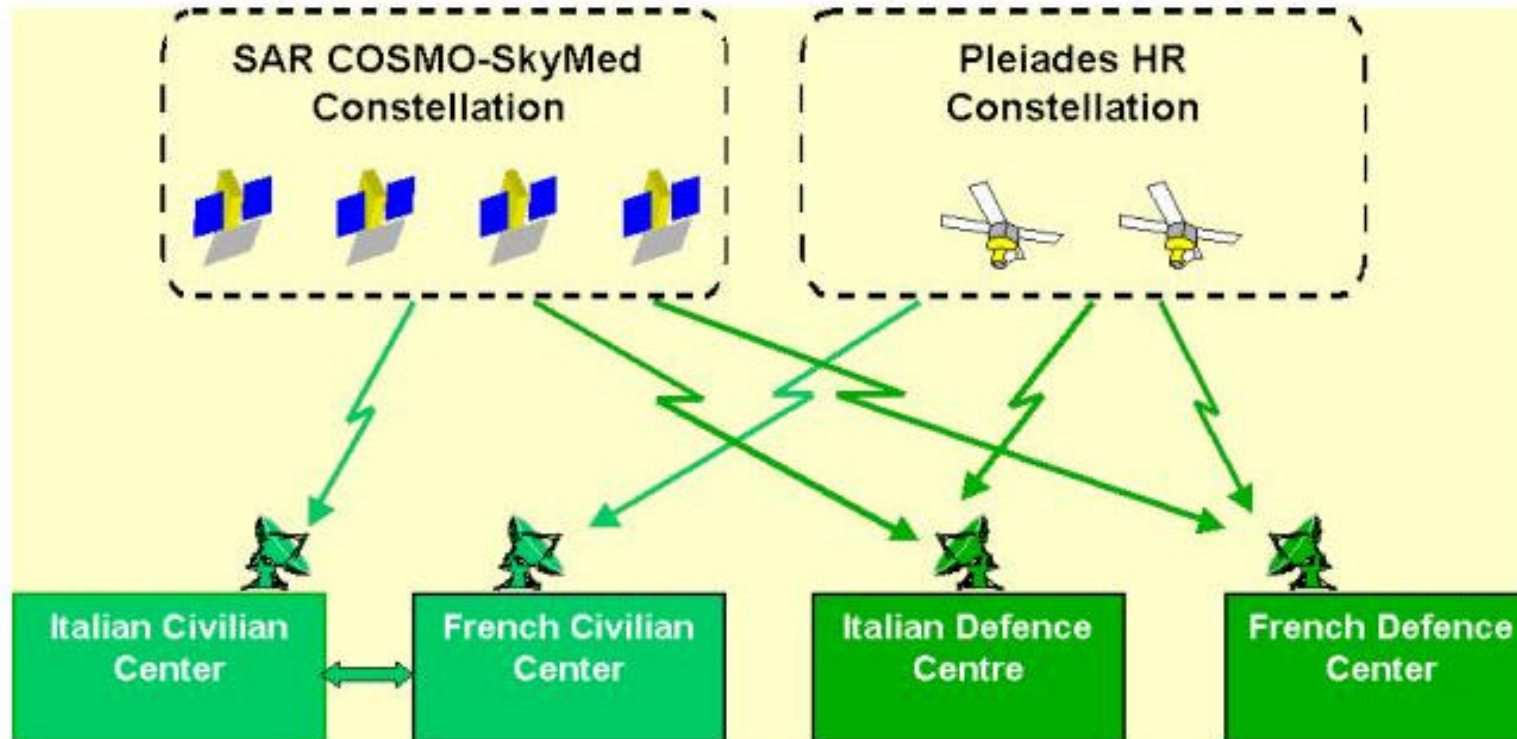 SAR COSMO-SkyMed
Constellation
Pleiades HR
Constellation
Italian Civilian
Center
French Civilian
Center
Italian Defence
Centre
French Defence
Center